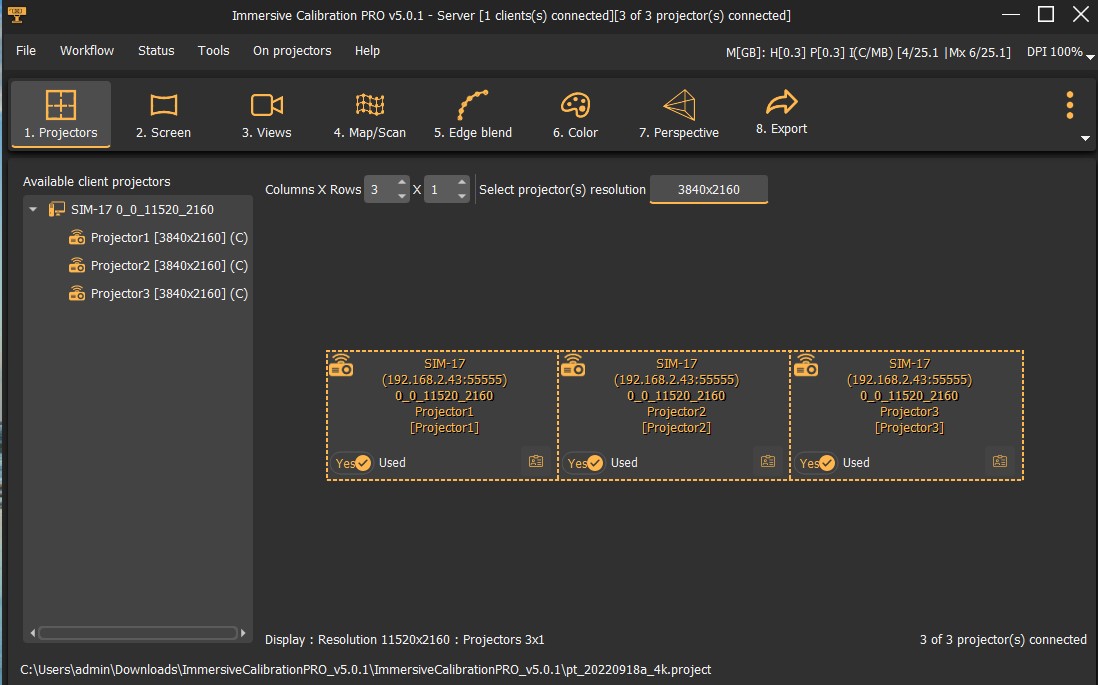 Immersive Calibration PRO v5.0.1 - Server [1 clients(s) connected][3 of 3 projector(s) connected]
File Workflow Status Tools On projectors Help M[GB]: H[0.3] P[0.3] I(C/MB) [4/25.1 |Mx 6/25.1] DPI 100%
1. Projectors 2. Screen 3. Views 4. Map/Scan 5. Edge blend 6. Color 7. Perspective 8. Export
Available client projectors
Columns X Rows 3 X 1 Select projector(s) resolution 3840x2160
SIM-17 0_0_11520_2160
Projector1 [3840x2160] (C)
Projector2 [3840x2160] (C)
Projector3 [3840x2160] (C)
SIM-17
(192.168.2.43:55555)
0_0_11520_2160
Projector1
[Projector1]
Yes Used
SIM-17
(192.168.2.43:55555)
0_0_11520_2160
Projector2
[Projector2]
Yes Used
SIM-17
(192.168.2.43:55555)
0_0_11520_2160
Projector3
[Projector3]
Yes Used
Display : Resolution 11520x2160 : Projectors 3x1 3 of 3 projector(s) connected
C:\Users\admin\Downloads\ImmersiveCalibrationPRO_v5.0.1\ImmersiveCalibrationPRO_v5.0.1\pt_20220918a_4k.project